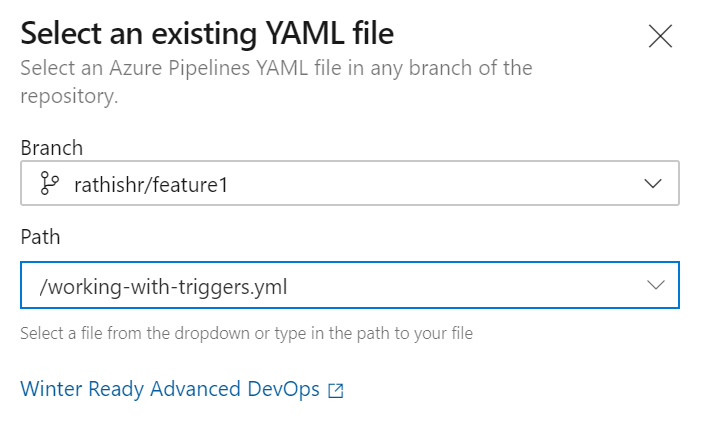 Select an existing YAML file
Select an Azure Pipelines YAML file in any branch of the
repository.
Branch
rathishr/feature1
Path
/working-with-triggers.yml
Select a file from the dropdown or type in the path to your file
Winter Ready Advanced DevOps